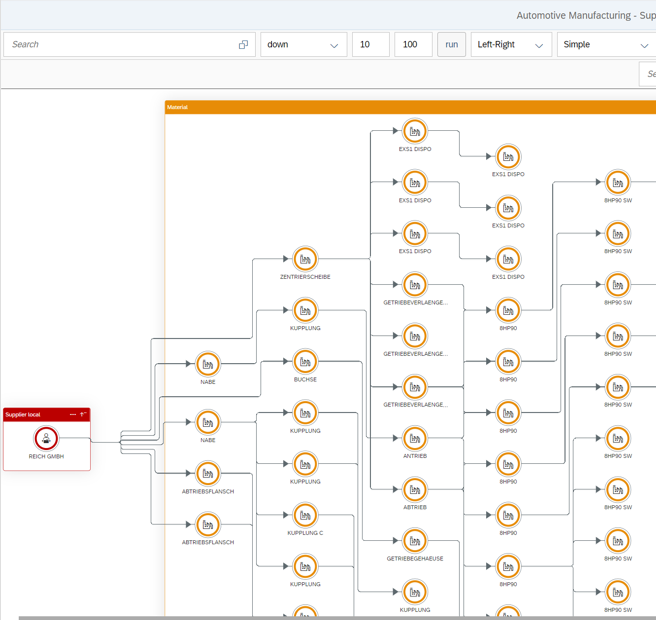 Automotive Manufacturing - Sup
Search
down
10
100
run
Left-Right
Simple
Se
Material
EXS1 DISPO
EXS1 DISPO
EXS1 DISPO
8HP90 SW
EXS1 DISPO
EXS1 DISPO
8HP90 SW
ZENTRIERSCHEIBE
EXS1 DISPO
GETRIEBEVERLAENGE...
8HP90 SW
KUPPLUNG
8HP90
GETRIEBEVERLAENGE...
8HP90 SW
NABE
BUCHSE
8HP90
GETRIEBEVERLAENGE...
8HP90 SW
Supplier local
REICH GMBH
NABE
KUPPLUNG
8HP90
ANTRIEB
8HP90 SW
ABTRIEBSFLANSCH
KUPPLUNG
8HP90
ABTRIEB
8HP90 SW
ABTRIEBSFLANSCH
KUPPLUNG C
8HP90
GETRIEBEGEHAEUSE
8HP90 SW
KUPPLUNG
8HP90
KUPPLUNG
8HP90 SW